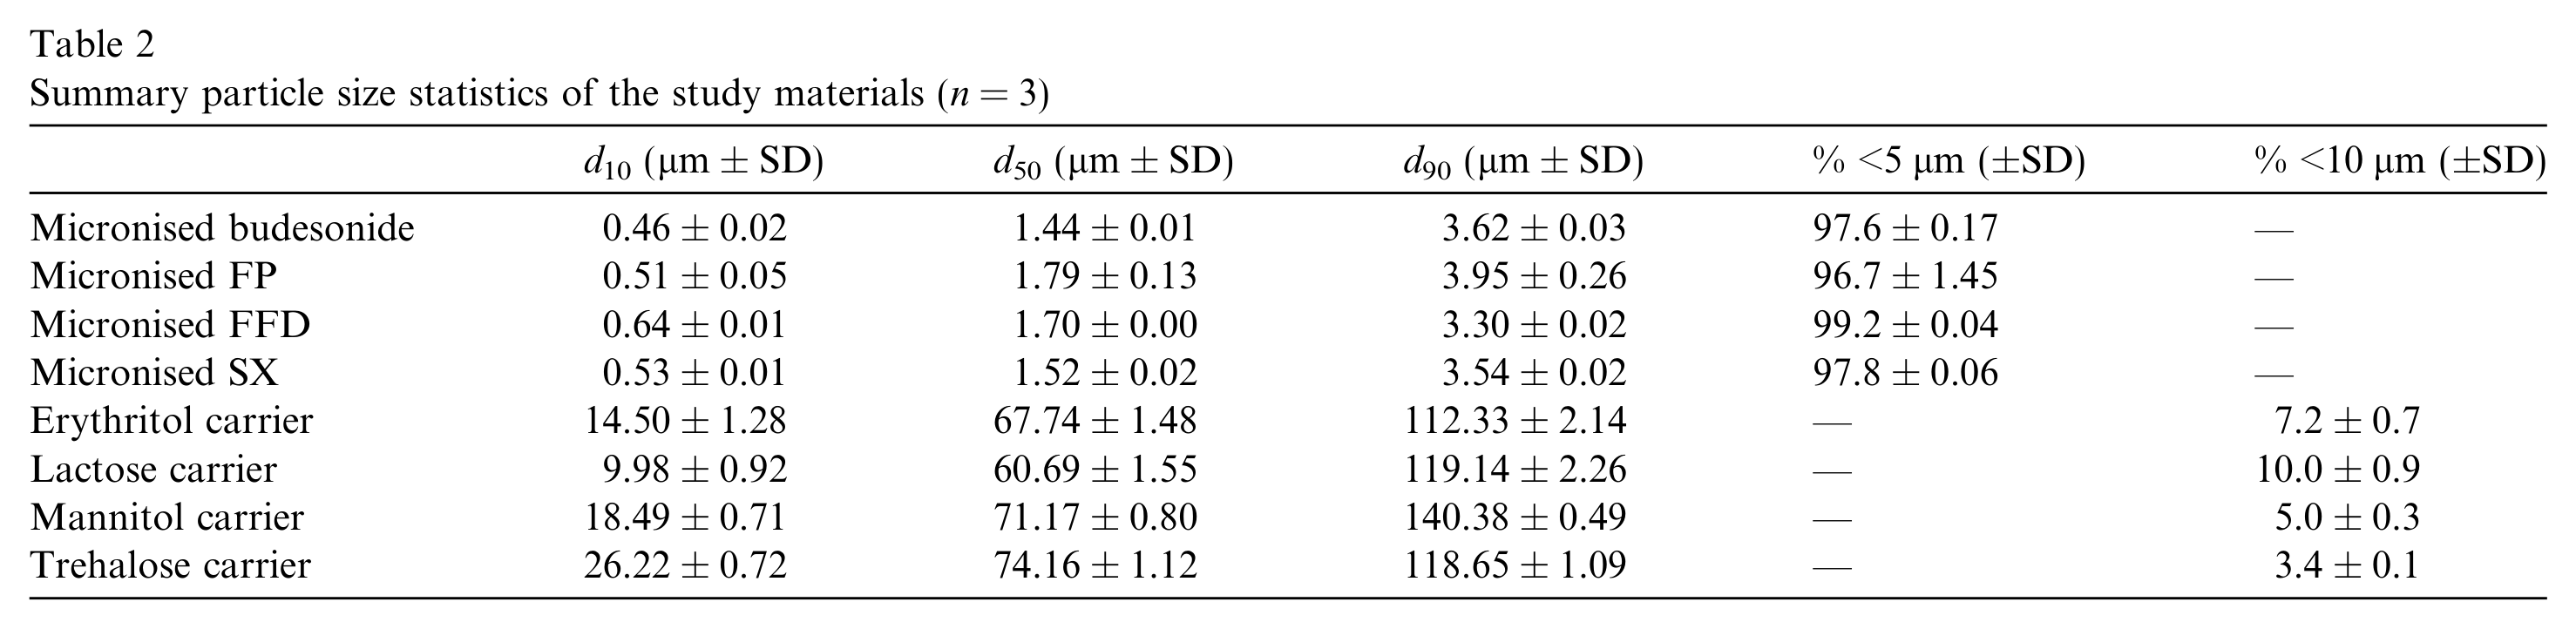 Table 2
Summary particle size statistics of the study materials (n = 3)
d10 (μm ± SD) d50 (μm ± SD) d90 (μm ± SD) % <5 μm (±SD) % <10 μm (±SD)
Micronised budesonide 0.46 ± 0.02 1.44 ± 0.01 3.62 ± 0.03 97.6 ± 0.17 —
Micronised FP 0.51 ± 0.05 1.79 ± 0.13 3.95 ± 0.26 96.7 ± 1.45 —
Micronised FFD 0.64 ± 0.01 1.70 ± 0.00 3.30 ± 0.02 99.2 ± 0.04 —
Micronised SX 0.53 ± 0.01 1.52 ± 0.02 3.54 ± 0.02 97.8 ± 0.06 —
Erythritol carrier 14.50 ± 1.28 67.74 ± 1.48 112.33 ± 2.14 — 7.2 ± 0.7
Lactose carrier 9.98 ± 0.92 60.69 ± 1.55 119.14 ± 2.26 — 10.0 ± 0.9
Mannitol carrier 18.49 ± 0.71 71.17 ± 0.80 140.38 ± 0.49 — 5.0 ± 0.3
Trehalose carrier 26.22 ± 0.72 74.16 ± 1.12 118.65 ± 1.09 — 3.4 ± 0.1